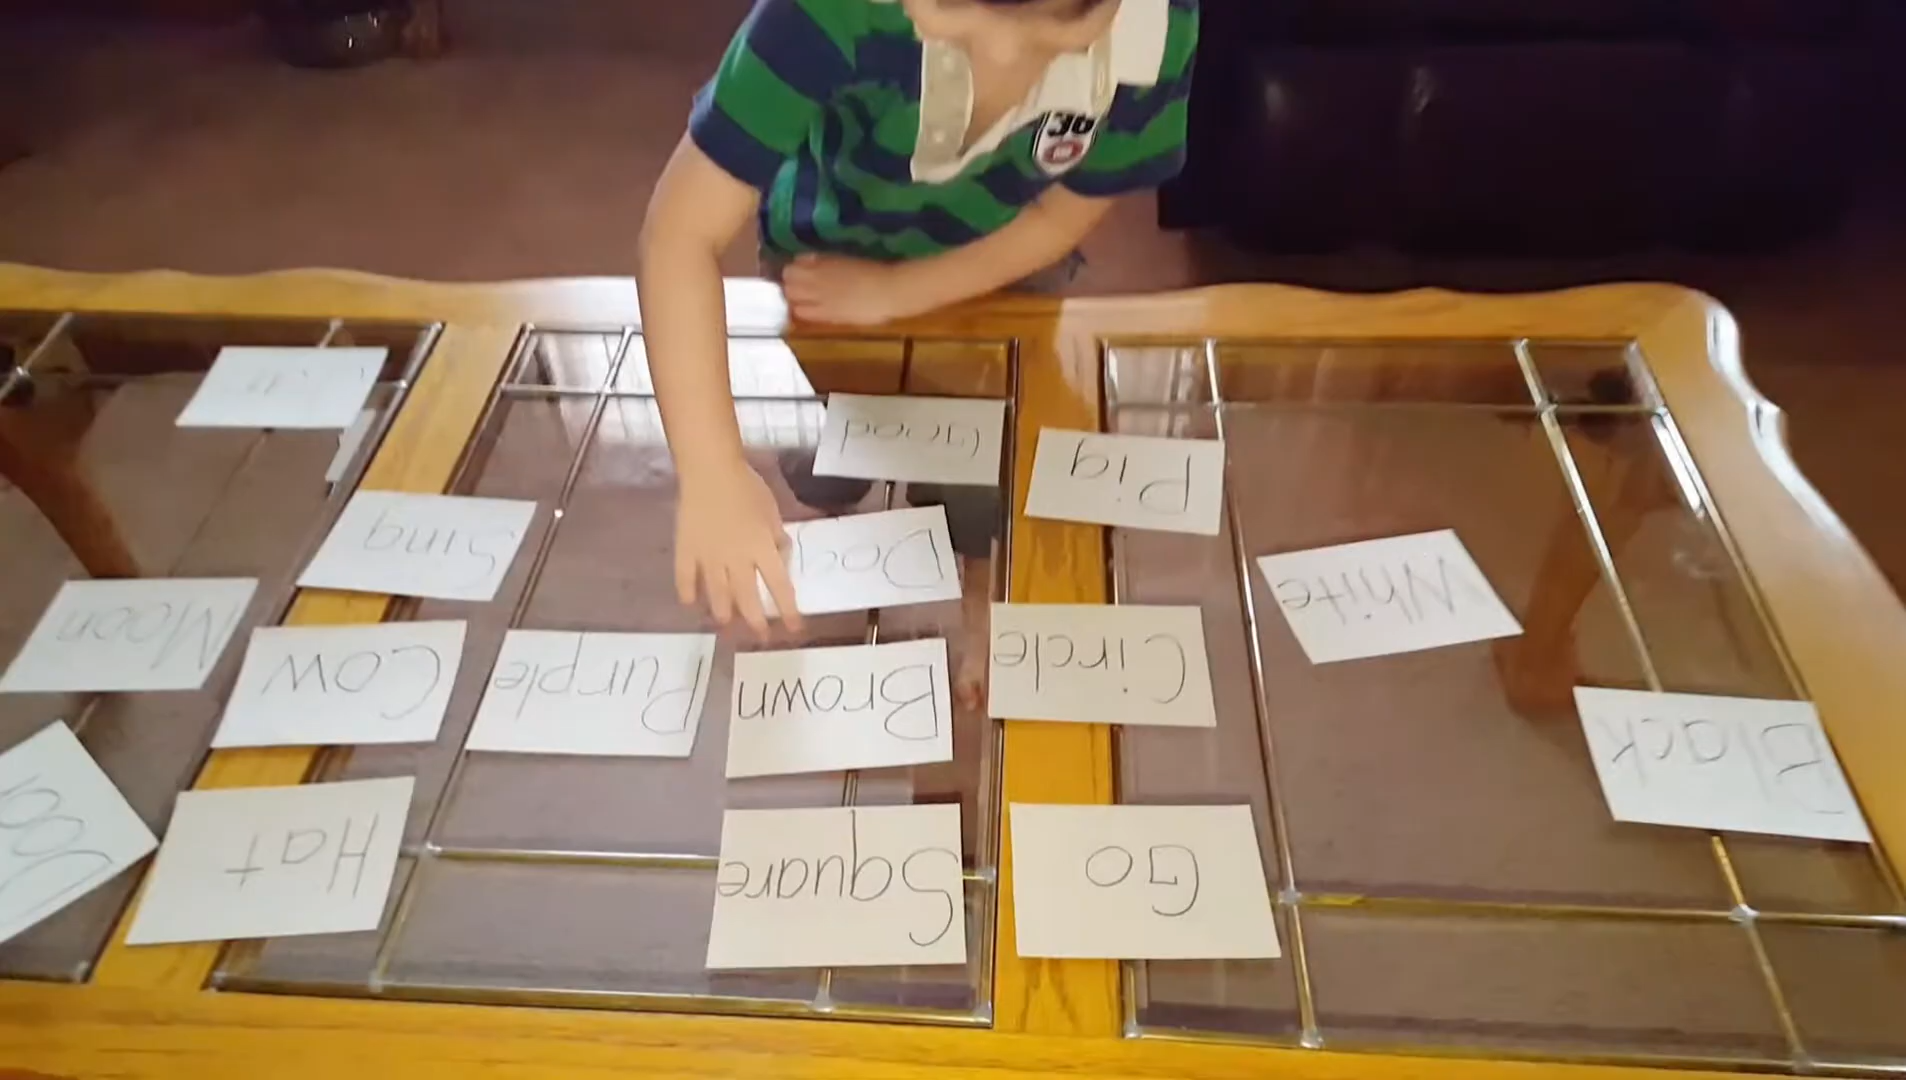 36
Good
Pig
Sing
Dog
White
Moon
Cow
Purple
Brown
Circle
Black
Hat
Square
Go